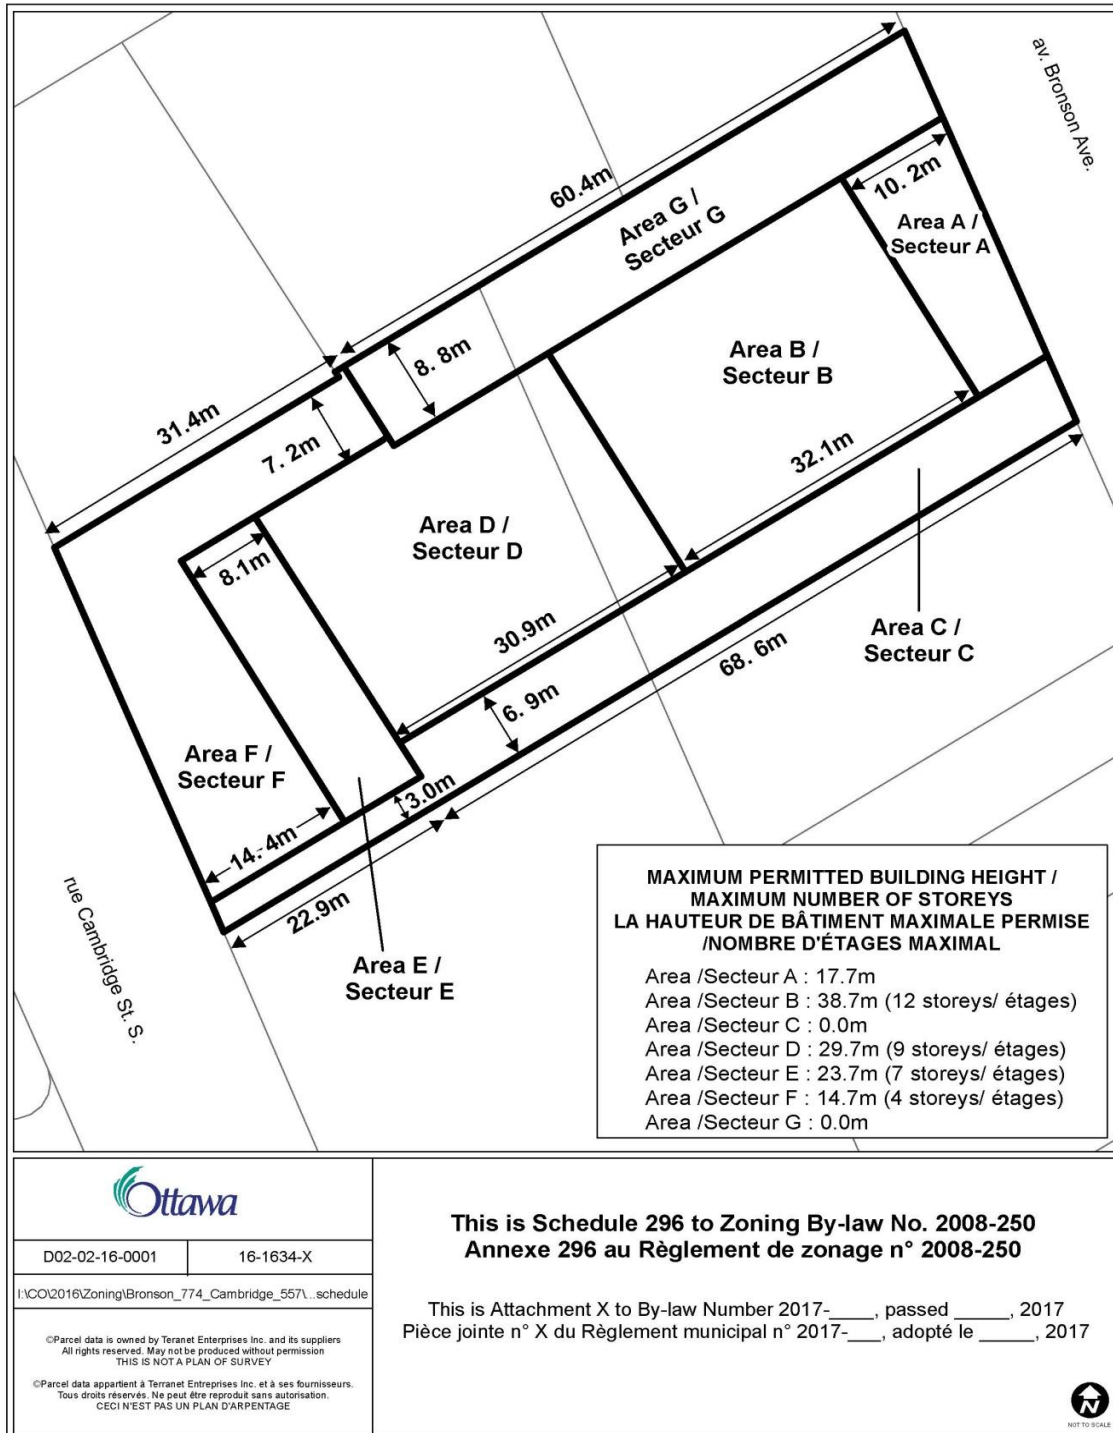 av. Bronson Ave.
60.4m
10. 2m
Area G /
Secteur G
Area A /
Secteur A
8. 8m
31.4m
7. 2m
Area B /
Secteur B
32.1m
Area D /
Secteur D
8.1m
30.9m
Area C /
Secteur C
68. 6m
6. 9m
Area F /
Secteur F
3.0m
14. 4m
22.9m
rue Cambridge St. S.
Area E /
Secteur E
MAXIMUM PERMITTED BUILDING HEIGHT /
MAXIMUM NUMBER OF STOREYS
LA HAUTEUR DE BÂTIMENT MAXIMALE PERMISE
/NOMBRE D'ÉTAGES MAXIMAL
Area /Secteur A : 17.7m
Area /Secteur B : 38.7m (12 storeys/ étages)
Area /Secteur C : 0.0m
Area /Secteur D : 29.7m (9 storeys/ étages)
Area /Secteur E : 23.7m (7 storeys/ étages)
Area /Secteur F : 14.7m (4 storeys/ étages)
Area /Secteur G : 0.0m
Ottawa
D02-02-16-0001
16-1634-X
I:\CO\2016\Zoning\Bronson_774_Cambridge_557\...schedule
©Parcel data is owned by Teranet Enterprises Inc. and its suppliers
All rights reserved. May not be produced without permission
THIS IS NOT A PLAN OF SURVEY
©Parcel data appartient à Terranet Entreprises Inc. et à ses fournisseurs.
Tous droits réservés. Ne peut être reproduit sans autorisation.
CECI N'EST PAS UN PLAN D'ARPENTAGE
This is Schedule 296 to Zoning By-law No. 2008-250
Annexe 296 au Règlement de zonage n° 2008-250
This is Attachment X to By-law Number 2017-____, passed _____, 2017
Pièce jointe n° X du Règlement municipal n° 2017-___, adopté le _____, 2017
N
NOT TO SCALE